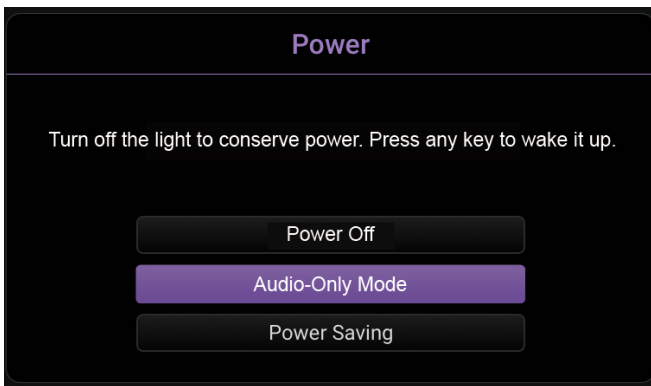 Power
Turn off the light to conserve power. Press any key to wake it up.
Power Off
Audio-Only Mode
Power Saving